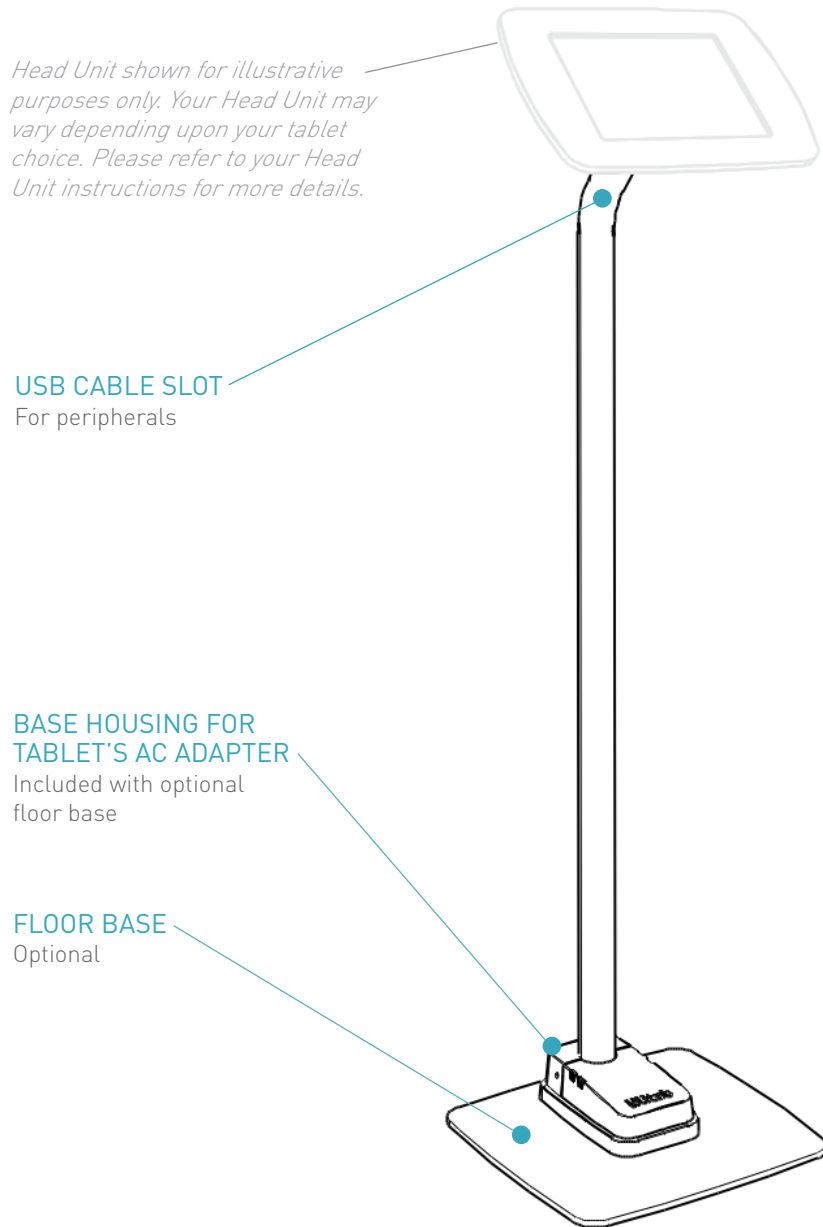 Head Unit shown for illustrative
purposes only. Your Head Unit may
vary depending upon your tablet
choice. Please refer to your Head
Unit instructions for more details.
USB CABLE SLOT
For peripherals
BASE HOUSING FOR
TABLET’S AC ADAPTER
Included with optional
floor base
FLOOR BASE
Optional